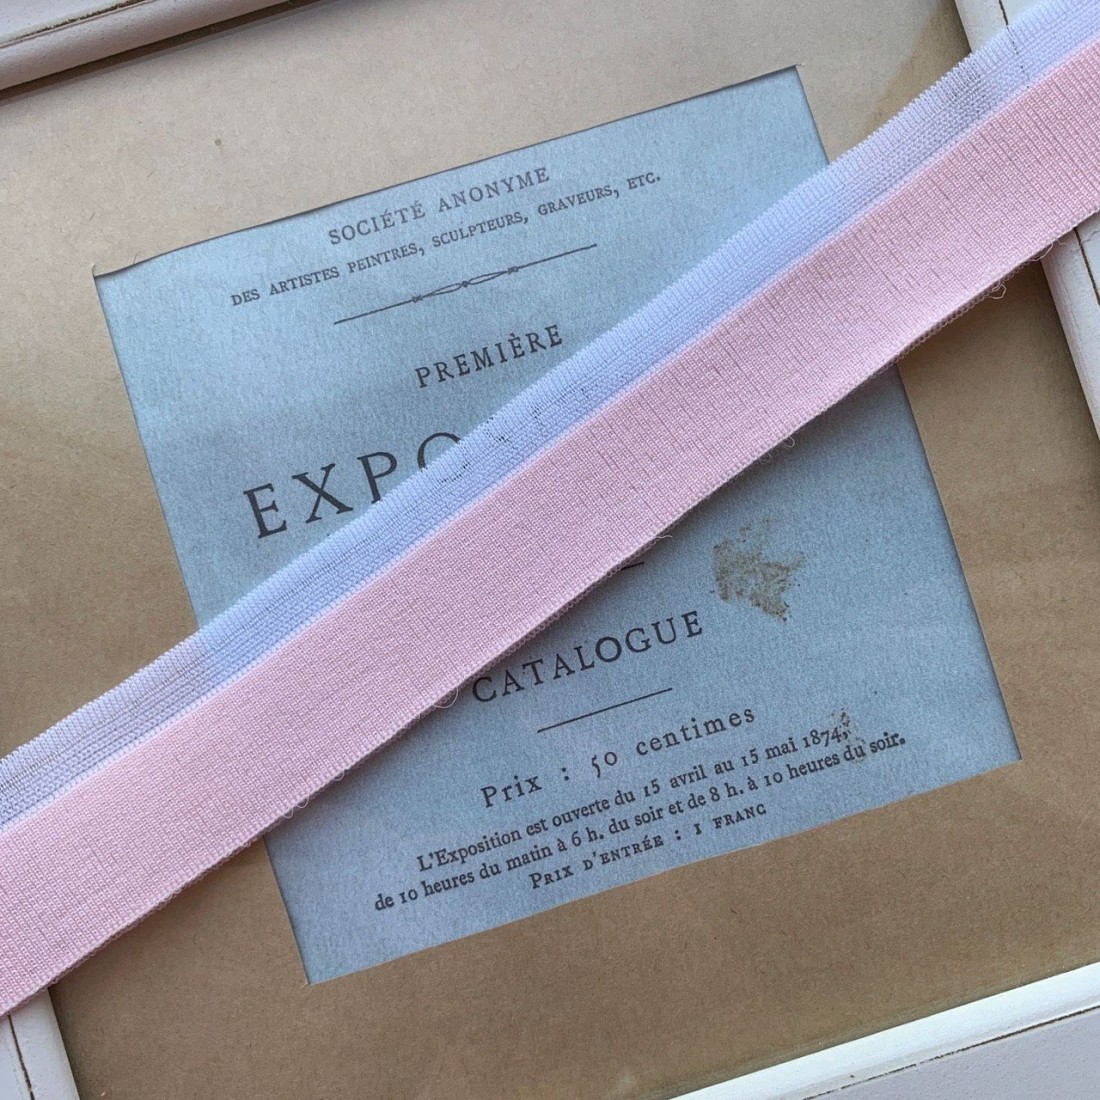 SOCIÉTÉ ANONYME
DES ARTISTES PEINTRES, SCULPTEURS, GRAVEURS, ETC.
PREMIÈRE
EXPO
CATALOGUE
Prix : 50 centimes
L'Exposition est ouverte du 15 avril au 15 mai 1874,
de 10 heures du matin à 6 h. du soir et de 8 h. à 10 heures du soir.
PRIX D'ENTRÉE : 1 FRANC